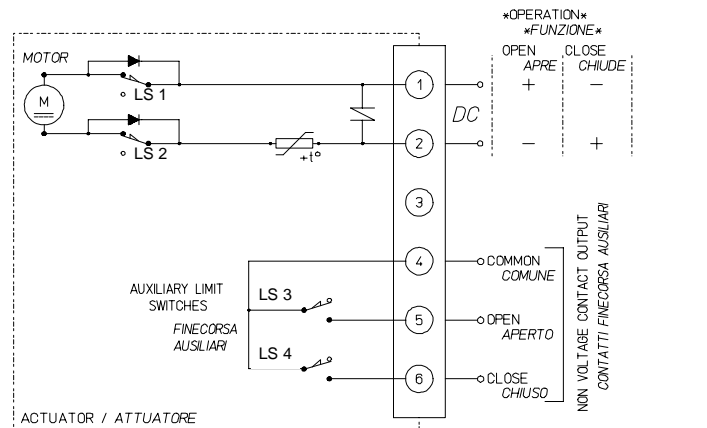 *OPERATION*
*FUNZIONE*
OPEN CLOSE
APRE CHIUDE
MOTOR
M
LS 1
1
DC
+ −
LS 2
+t°
2
− +
3
4
COMMON
COMUNE
AUXILIARY LIMIT
SWITCHES
FINECORSA
AUSILIARI
LS 3
5
OPEN
APERTO
LS 4
6
CLOSE
CHIUSO
NON VOLTAGE CONTACT OUTPUT
CONTATTI FINECORSA AUSILIARI
ACTUATOR / ATTUATORE